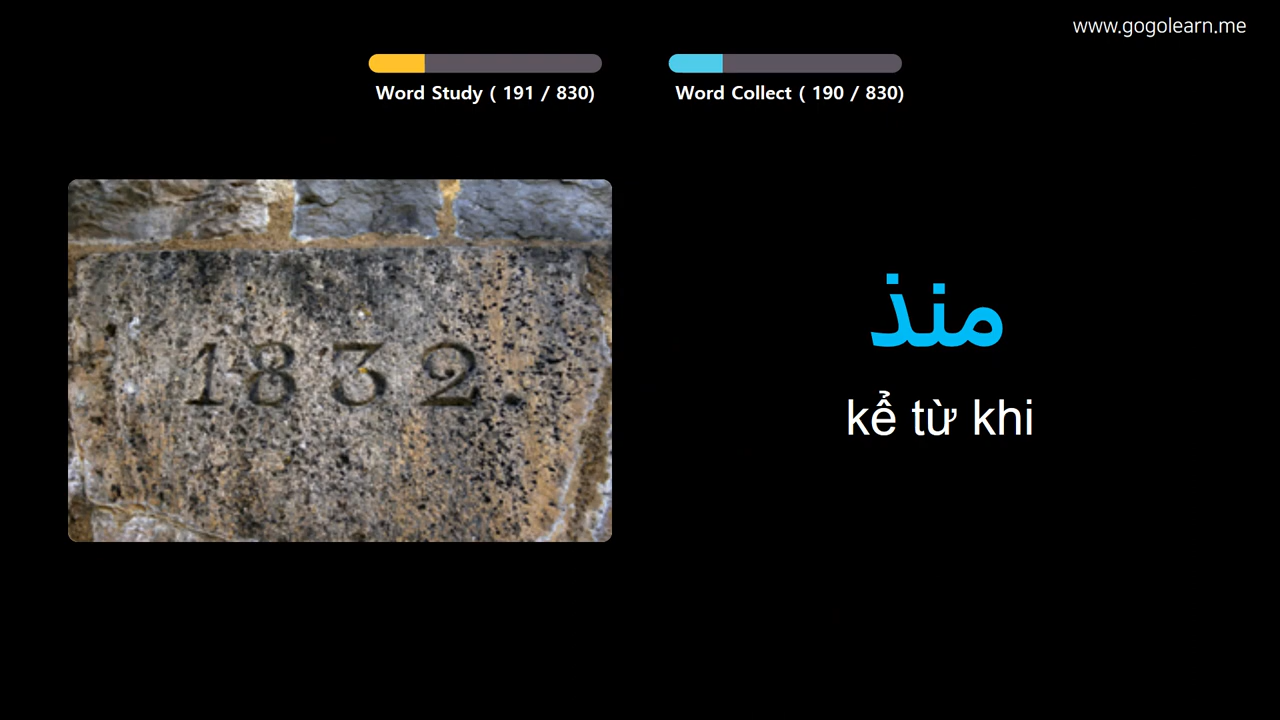 www.gogolearn.me
Word Study ( 191 / 830)
Word Collect ( 190 / 830)
1832.
منذ
kể từ khi